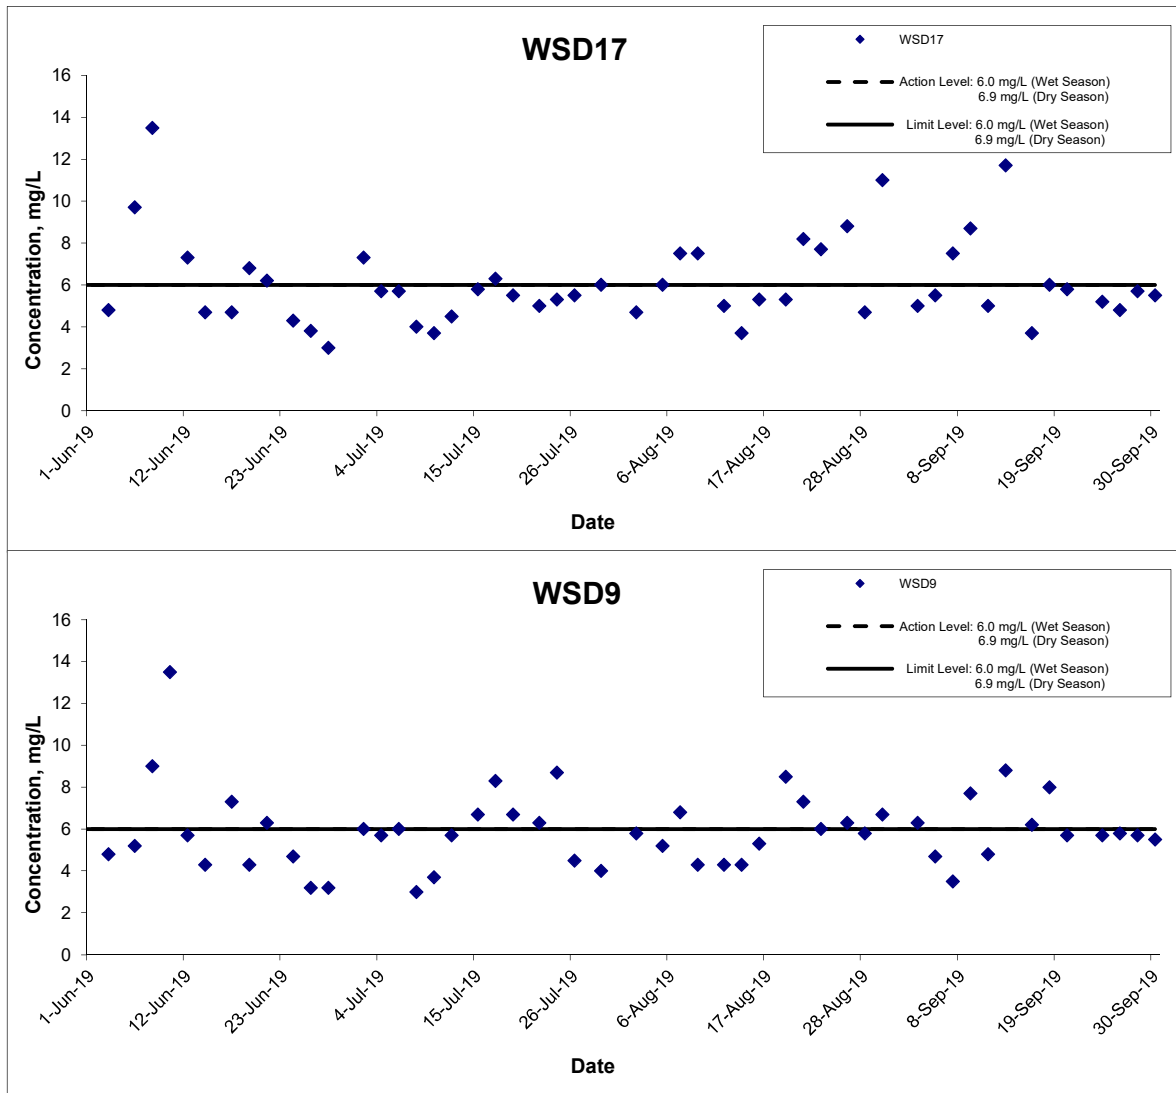 WSD17
WSD17
Action Level: 6.0 mg/L (Wet Season)
6.9 mg/L (Dry Season)
Limit Level: 6.0 mg/L (Wet Season)
6.9 mg/L (Dry Season)
Concentration, mg/L
16
14
12
10
8
6
4
2
0
1-Jun-19
12-Jun-19
23-Jun-19
4-Jul-19
15-Jul-19
26-Jul-19
6-Aug-19
17-Aug-19
28-Aug-19
8-Sep-19
19-Sep-19
30-Sep-19
Date
WSD9
WSD9
Action Level: 6.0 mg/L (Wet Season)
6.9 mg/L (Dry Season)
Limit Level: 6.0 mg/L (Wet Season)
6.9 mg/L (Dry Season)
Concentration, mg/L
16
14
12
10
8
6
4
2
0
1-Jun-19
12-Jun-19
23-Jun-19
4-Jul-19
15-Jul-19
26-Jul-19
6-Aug-19
17-Aug-19
28-Aug-19
8-Sep-19
19-Sep-19
30-Sep-19
Date